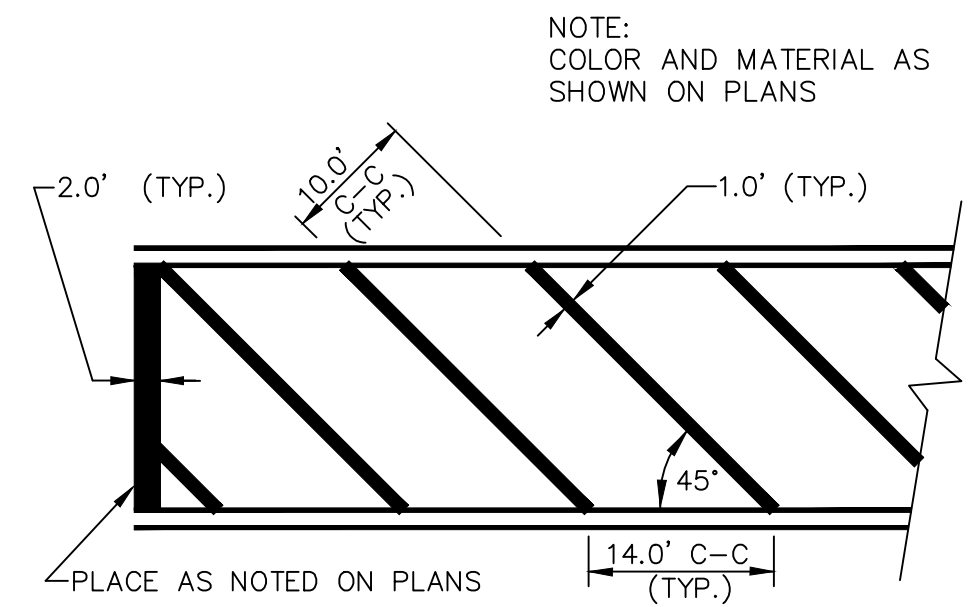 NOTE:
COLOR AND MATERIAL AS
SHOWN ON PLANS
2.0' (TYP.)
10.0'
C-C
(TYP.)
1.0' (TYP.)
45°
14.0' C-C
(TYP.)
PLACE AS NOTED ON PLANS